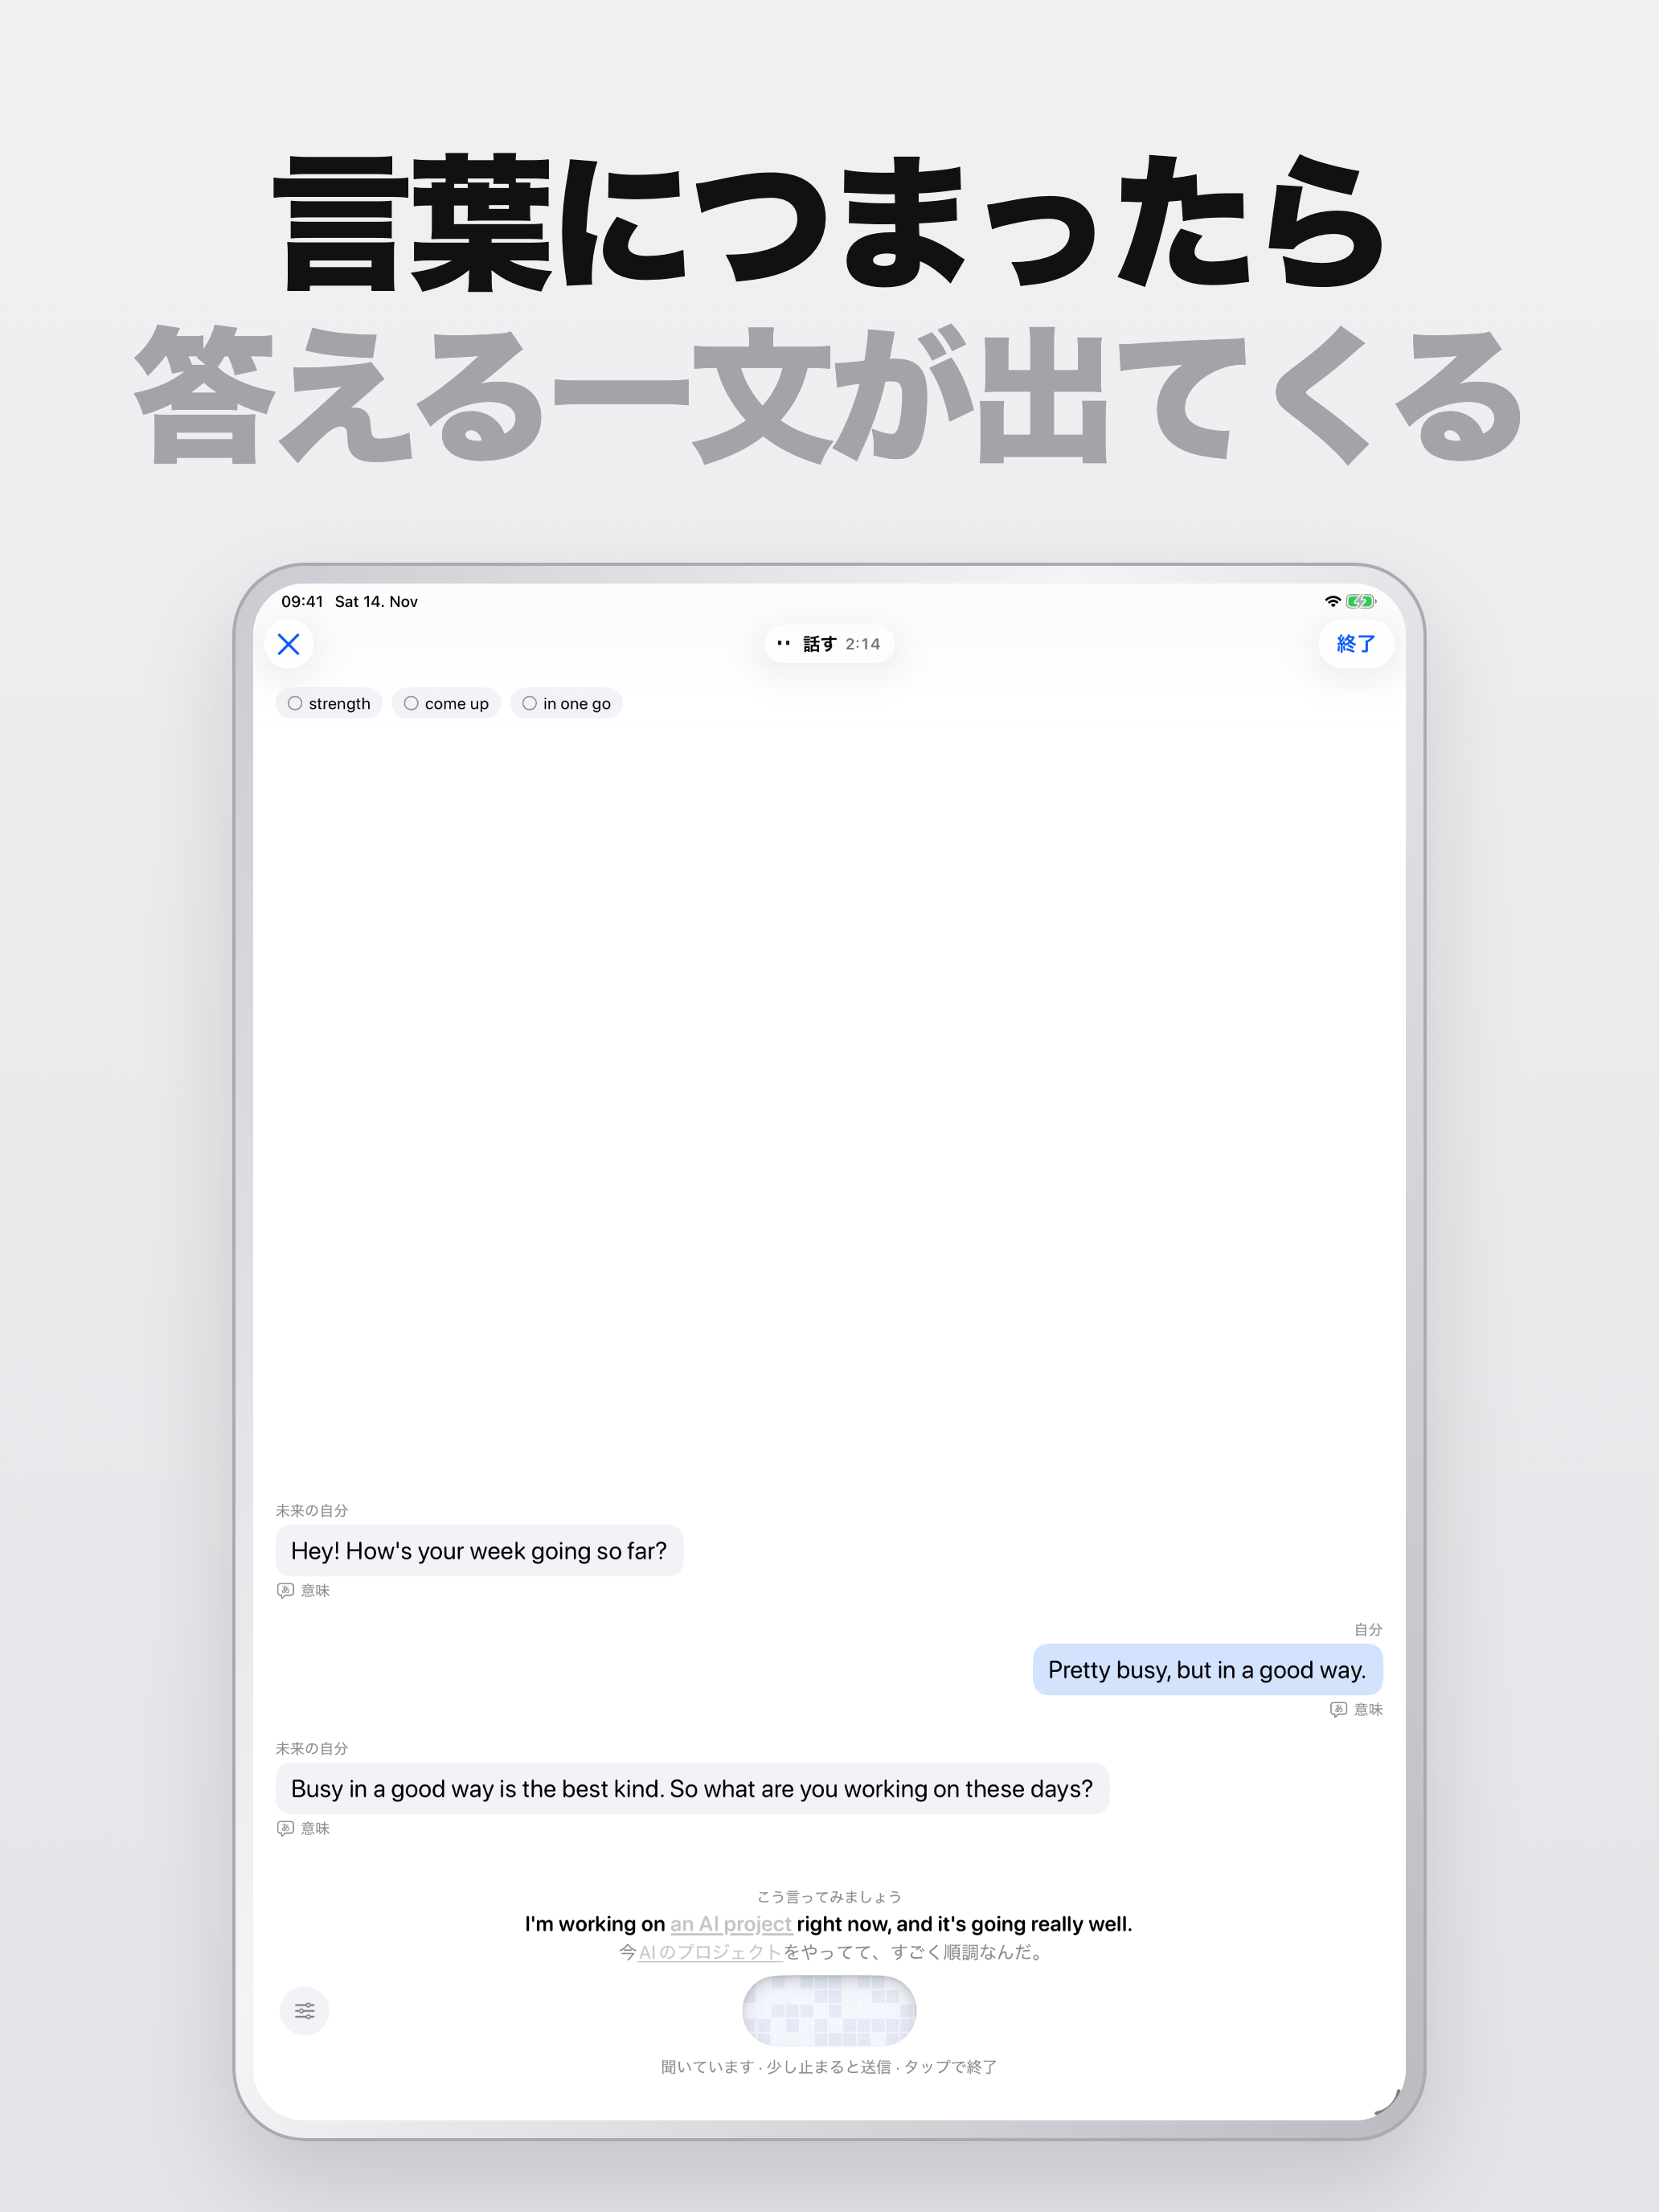 言葉につまったら
答える一文が出てくる
09:41 Sat 14. Nov
話す 2:14
終了
strength
come up
in one go
未来の自分
Hey! How's your week going so far?
あ 意味
自分
Pretty busy, but in a good way.
あ 意味
未来の自分
Busy in a good way is the best kind. So what are you working on these days?
あ 意味
こう言ってみましょう
I'm working on an AI project right now, and it's going really well.
今AIのプロジェクトをやってて、すごく順調なんだ。
聞いています · 少し止まると送信 · タップで終了